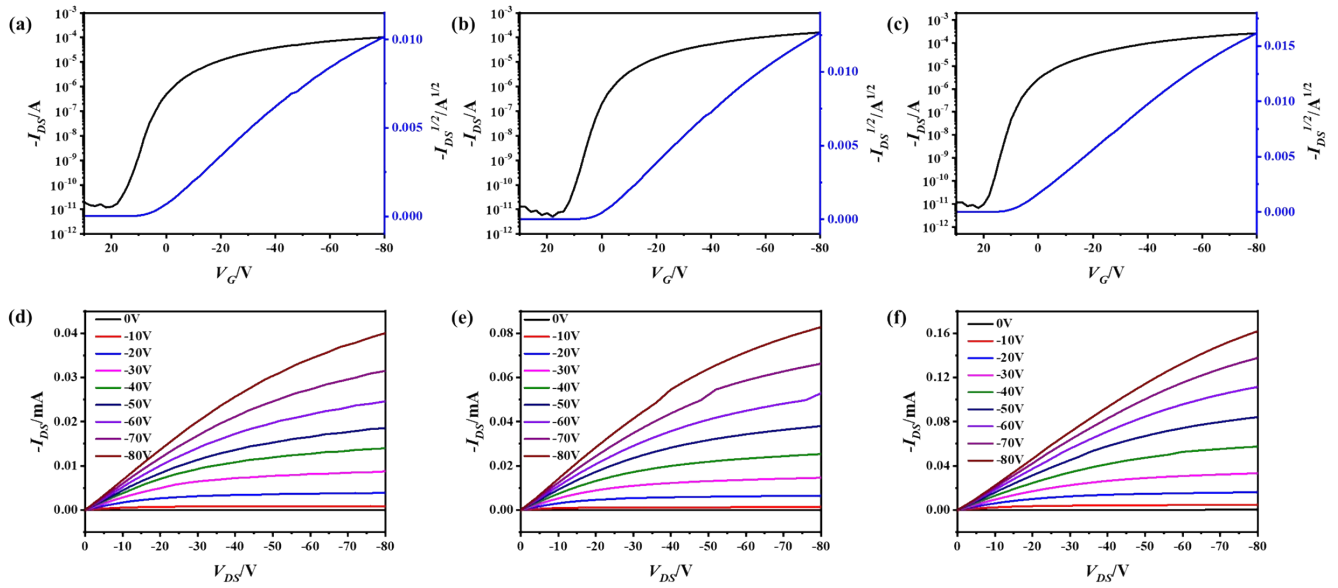 (a)
10⁻³
10⁻⁴
10⁻⁵
10⁻⁶
10⁻⁷
10⁻⁸
10⁻⁹
10⁻¹⁰
10⁻¹¹
10⁻¹²
-I_DS/A
20 0 -20 -40 -60 -80
V_G/V
0.010
0.005
0.000
-I_DS^1/2/A^1/2
(b)
10⁻³
10⁻⁴
10⁻⁵
10⁻⁶
10⁻⁷
10⁻⁸
10⁻⁹
10⁻¹⁰
10⁻¹¹
10⁻¹²
-I_DS/A
20 0 -20 -40 -60 -80
V_G/V
0.010
0.005
0.000
-I_DS^1/2/A^1/2
(c)
10⁻³
10⁻⁴
10⁻⁵
10⁻⁶
10⁻⁷
10⁻⁸
10⁻⁹
10⁻¹⁰
10⁻¹¹
10⁻¹²
-I_DS/A
20 0 -20 -40 -60 -80
V_G/V
0.015
0.010
0.005
0.000
-I_DS^1/2/A^1/2
(d)
0.04
0.03
0.02
0.01
0.00
-I_DS/mA
0V
-10V
-20V
-30V
-40V
-50V
-60V
-70V
-80V
0 -10 -20 -30 -40 -50 -60 -70 -80
V_DS/V
(e)
0.08
0.06
0.04
0.02
0.00
-I_DS/mA
0V
-10V
-20V
-30V
-40V
-50V
-60V
-70V
-80V
0 -10 -20 -30 -40 -50 -60 -70 -80
V_DS/V
(f)
0.16
0.12
0.08
0.04
0.00
-I_DS/mA
0V
-10V
-20V
-30V
-40V
-50V
-60V
-70V
-80V
0 -10 -20 -30 -40 -50 -60 -70 -80
V_DS/V